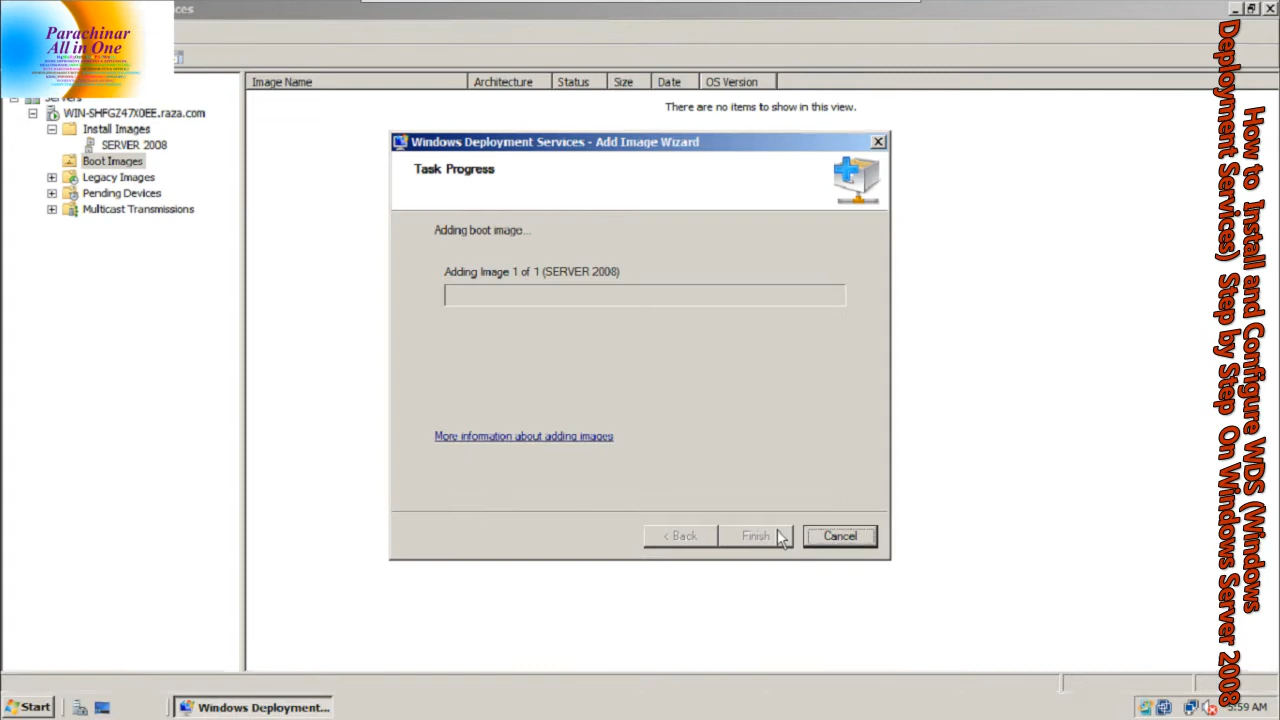 ces
Parachinar
All in One
Image Name
Architecture
Status
Size
Date
OS Version
There are no items to show in this view.
Servers
WIN-SHFGZ47X0EE.raza.com
Install Images
SERVER 2008
Boot Images
Legacy Images
Pending Devices
Multicast Transmissions
Windows Deployment Services - Add Image Wizard
Task Progress
Adding boot image...
Adding Image 1 of 1 (SERVER 2008)
More information about adding images
< Back
Finish
Cancel
How to Install and Configure WDS (Windows
Deployment Services) Step by Step On Windows Server 2008
Start
Windows Deployment...
5:59 AM